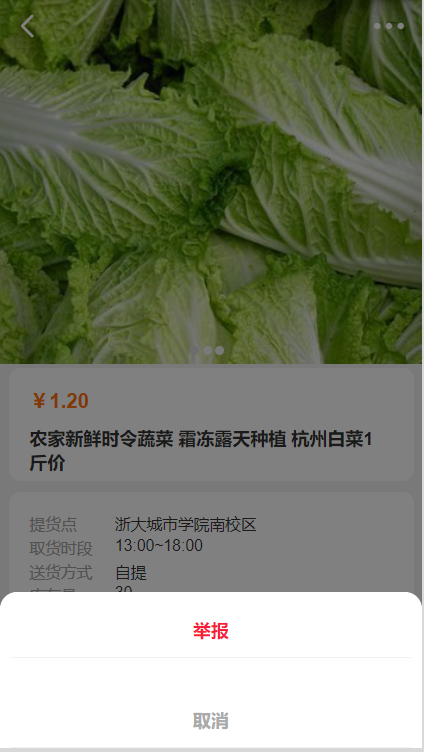 ¥1.20
农家新鲜时令蔬菜 霜冻露天种植 杭州白菜1
斤价
提货点 浙大城市学院南校区
取货时段 13:00~18:00
送货方式 自提
举报
取消